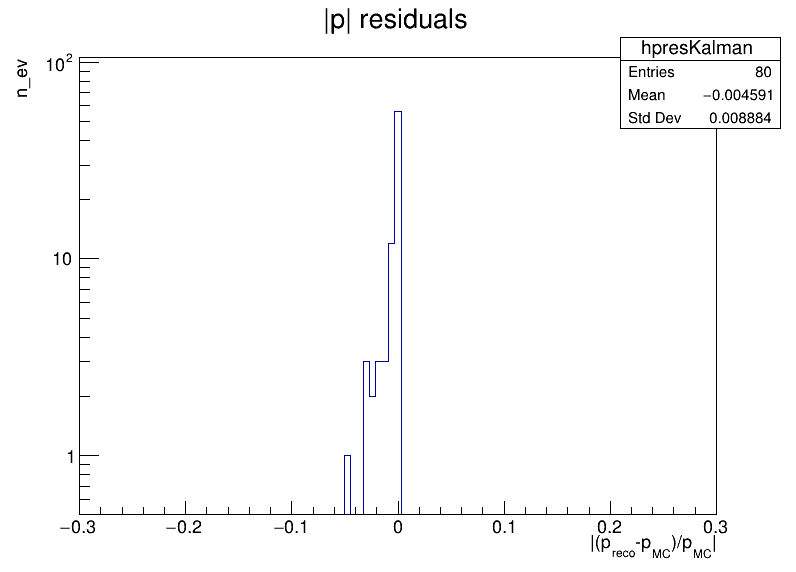 |p| residuals
hpresKalman
Entries 80
Mean −0.004591
Std Dev 0.008884
n_ev
10²
10
1
−0.3 −0.2 −0.1 0 0.1 0.2 0.3
|(p_reco-p_MC)/p_MC|